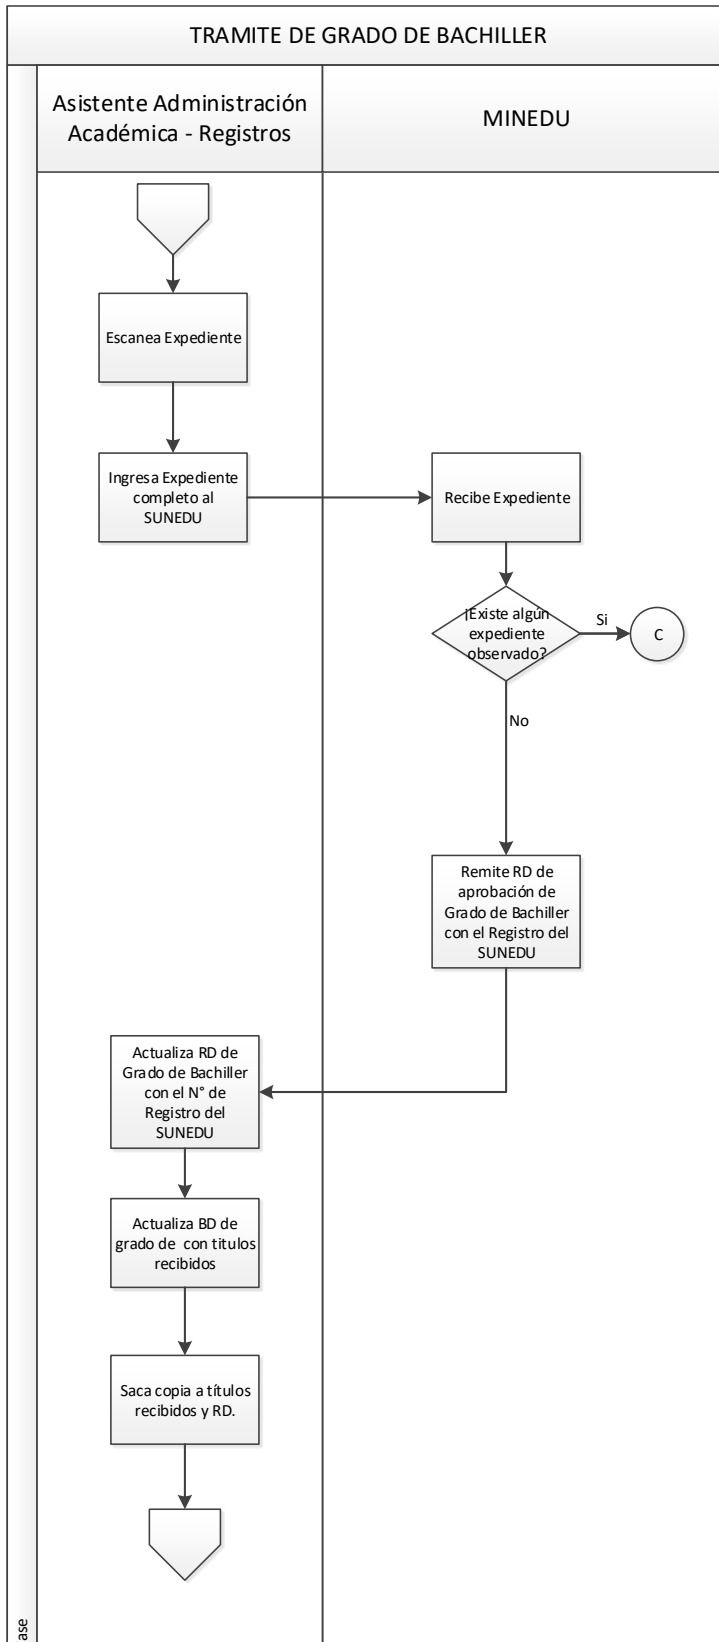 TRAMITE DE GRADO DE BACHILLER
Asistente Administración
Académica - Registros
MINEDU
Escanea Expediente
Ingresa Expediente
completo al
SUNEDU
Recibe Expediente
¡Existe algún
expediente
observado?
Si
C
No
Remite RD de
aprobación de
Grado de Bachiller
con el Registro del
SUNEDU
Actualiza RD de
Grado de Bachiller
con el N° de
Registro del
SUNEDU
Actualiza BD de
grado de  con titulos
recibidos
Saca copia a títulos
recibidos y RD.
ase